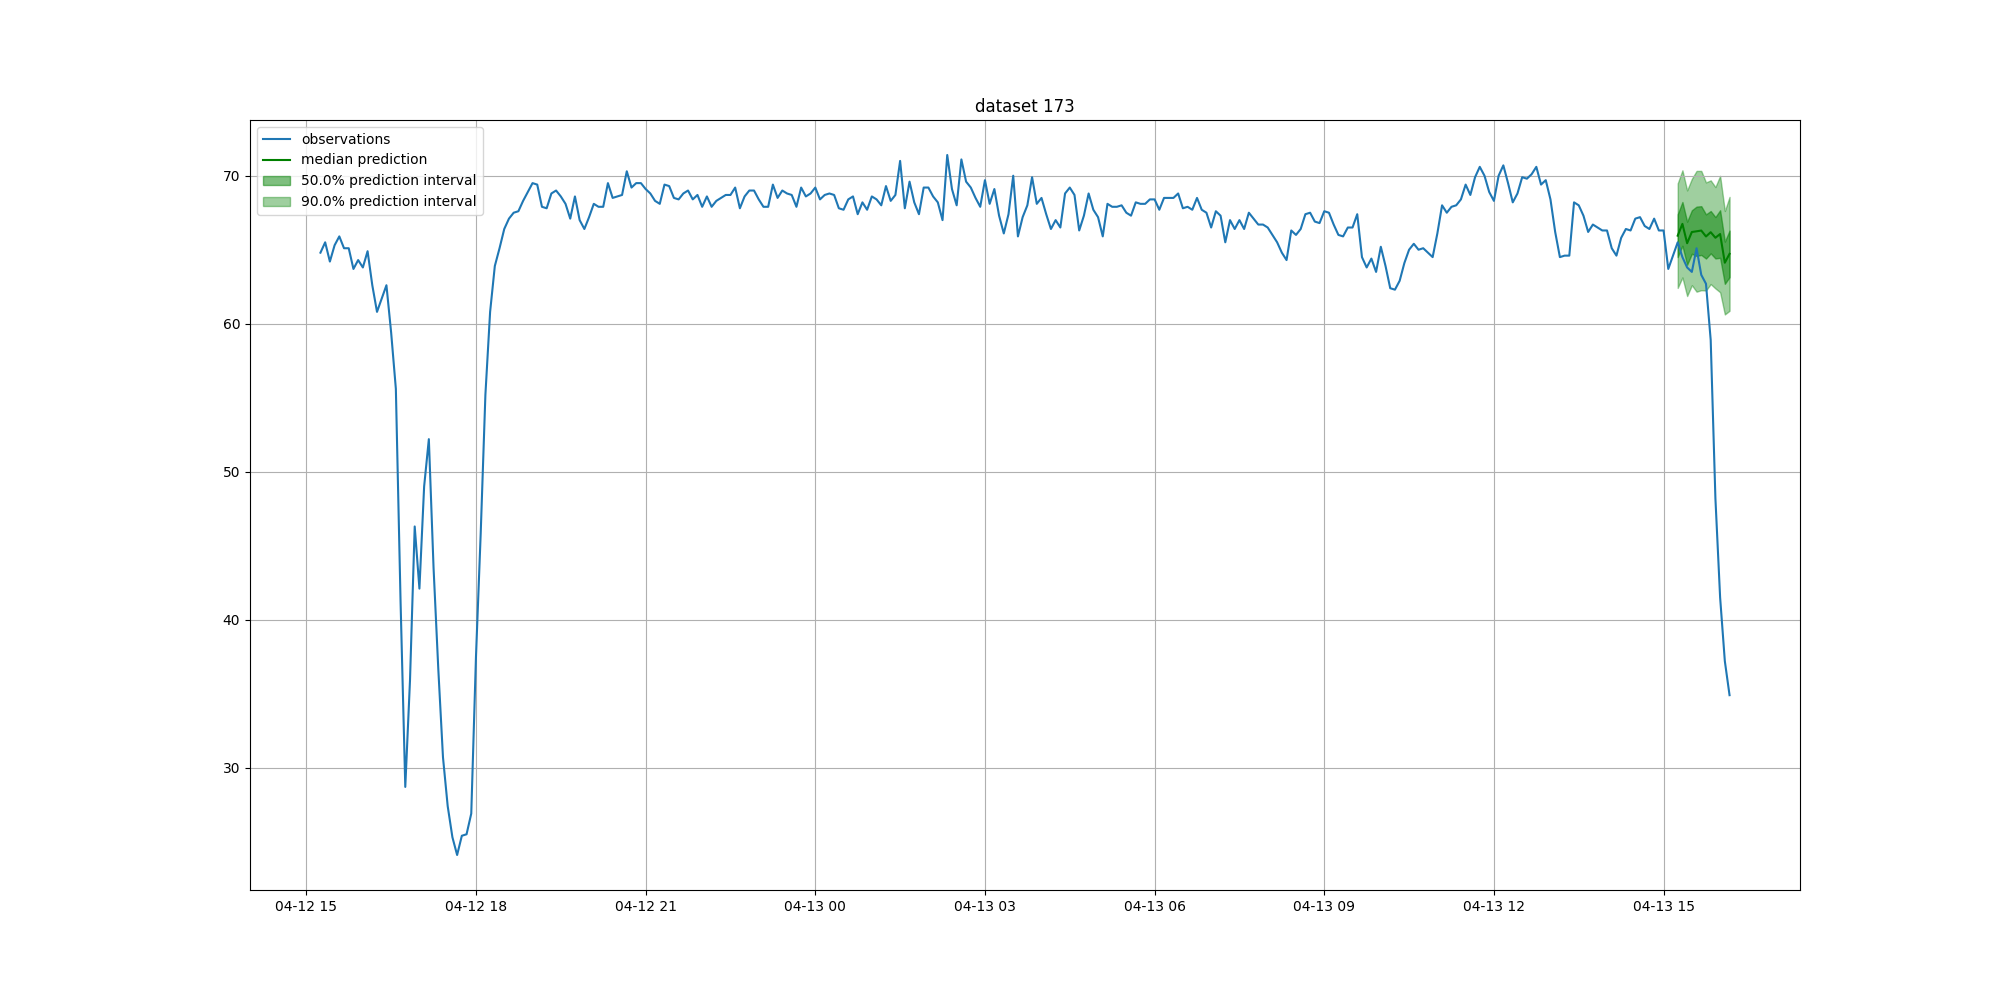 dataset 173
observations
median prediction
50.0% prediction interval
90.0% prediction interval
70
60
50
40
30
04-12 15
04-12 18
04-12 21
04-13 00
04-13 03
04-13 06
04-13 09
04-13 12
04-13 15